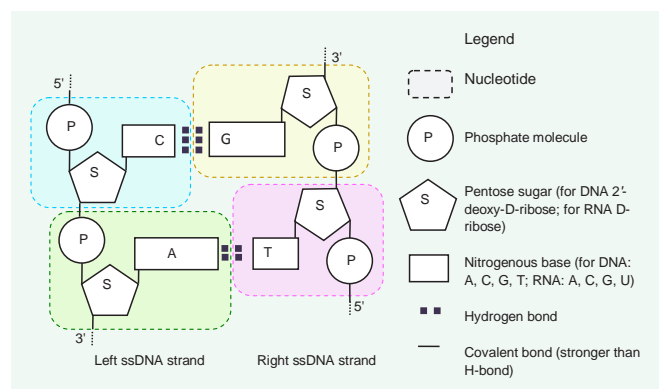 3'
5'
P
S
C
G
S
P
P
S
A
T
S
P
3'
5'
Left ssDNA strand
Right ssDNA strand
Legend
Nucleotide
P
Phosphate molecule
S
Pentose sugar (for DNA 2'-
deoxy-D-ribose; for RNA D-
ribose)
Nitrogenous base (for DNA:
A, C, G, T; RNA: A, C, G, U)
Hydrogen bond
Covalent bond (stronger than
H-bond)